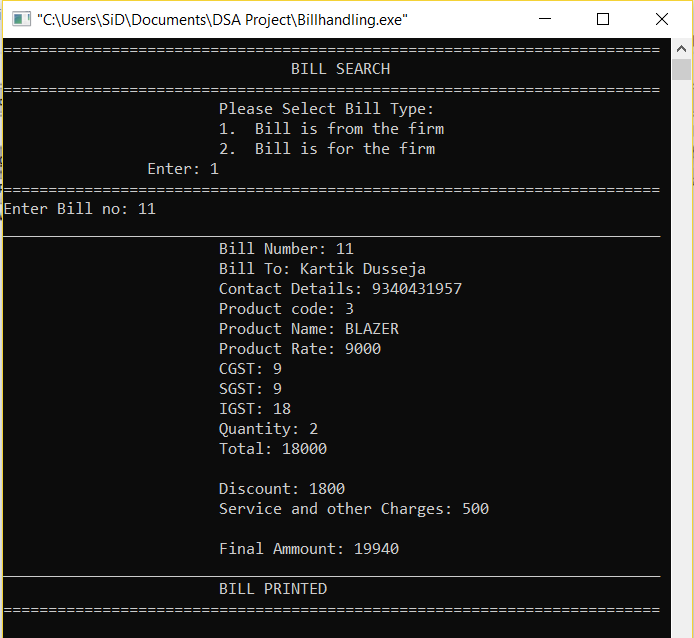 "C:\Users\SiD\Documents\DSA Project\Billhandling.exe"
=========================================================================
BILL SEARCH
=========================================================================
Please Select Bill Type:
1.  Bill is from the firm
2.  Bill is for the firm
Enter: 1
=========================================================================
Enter Bill no: 11
_________________________________________________________________________
Bill Number: 11
Bill To: Kartik Dusseja
Contact Details: 9340431957
Product code: 3
Product Name: BLAZER
Product Rate: 9000
CGST: 9
SGST: 9
IGST: 18
Quantity: 2
Total: 18000
Discount: 1800
Service and other Charges: 500
Final Ammount: 19940
_________________________________________________________________________
BILL PRINTED
=========================================================================